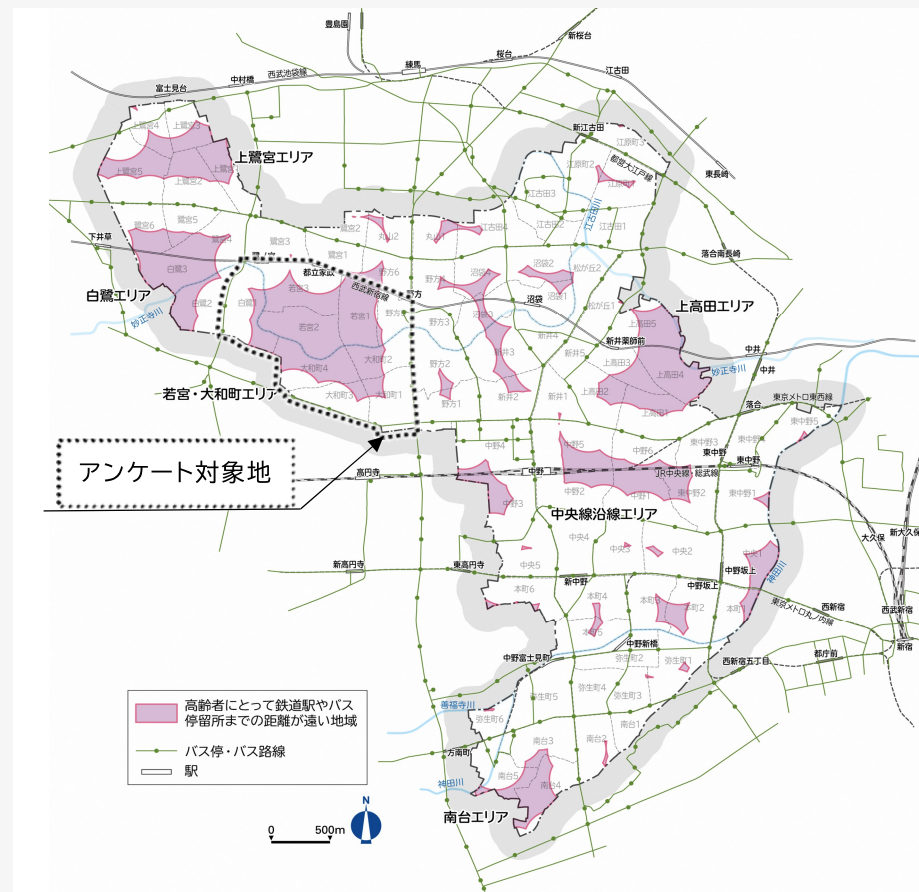 豊島園
新桜台
桜台
練馬
江古田
西武池袋線
中村橋
富士見台
新江古田
江原町3
上鷺宮4
上鷺宮3
都営大江戸線
江原町2
上鷺宮エリア
東長崎
上鷺宮5
上鷺宮2
江古田3
江古田川
鷺宮5
鷺宮6
鷺宮2
丸山2
丸山1
江古田4
江古田2
江古田1
下井草
鷺宮3
鷺宮1
落合南長崎
都立家政
野方6
沼袋2
松が丘2
白鷺3
西武新宿線
若宮3
白鷺エリア
白鷺2
白鷺1
沼袋1
沼袋
松が丘1
上高田エリア
妙正寺川
若宮2
若宮1
野方3
新井4
新井薬師前
上高田5
中井
新井3
新井5
上高田3
大和町2
野方2
上高田4
妙正寺川
中井
大和町4
若宮・大和町エリア
大和町3
大和町1
野方1
新井2
新井1
上高田2
上高田1
落合
東京メトロ東西線
東中野5
アンケート対象地
中野4
中野5
中野6
東中野3
東中野
東中野
高円寺
中野
JR中央線・総武線
中野3
中野2
中野1
東中野2
東中野1
中央線沿線エリア
大久保
新大久保
中央4
中央3
中央2
中央1
新高円寺
東高円寺
中央5
新中野
中野坂上
中野坂上
神田川
本町6
本町4
本町1
東京メトロ丸ノ内線
西新宿
西武新宿
本町5
中野新橋
新宿
都庁前
中野富士見町
弥生町2
弥生町1
西新宿五丁目
高齢者にとって鉄道駅やバス
停留所までの距離が遠い地域
弥生町5
弥生町4
弥生町3
善福寺川
弥生町6
南台1
バス停・バス路線
方南町
南台3
南台2
駅
神田川
南台5
南台4
N
南台エリア
0 500m